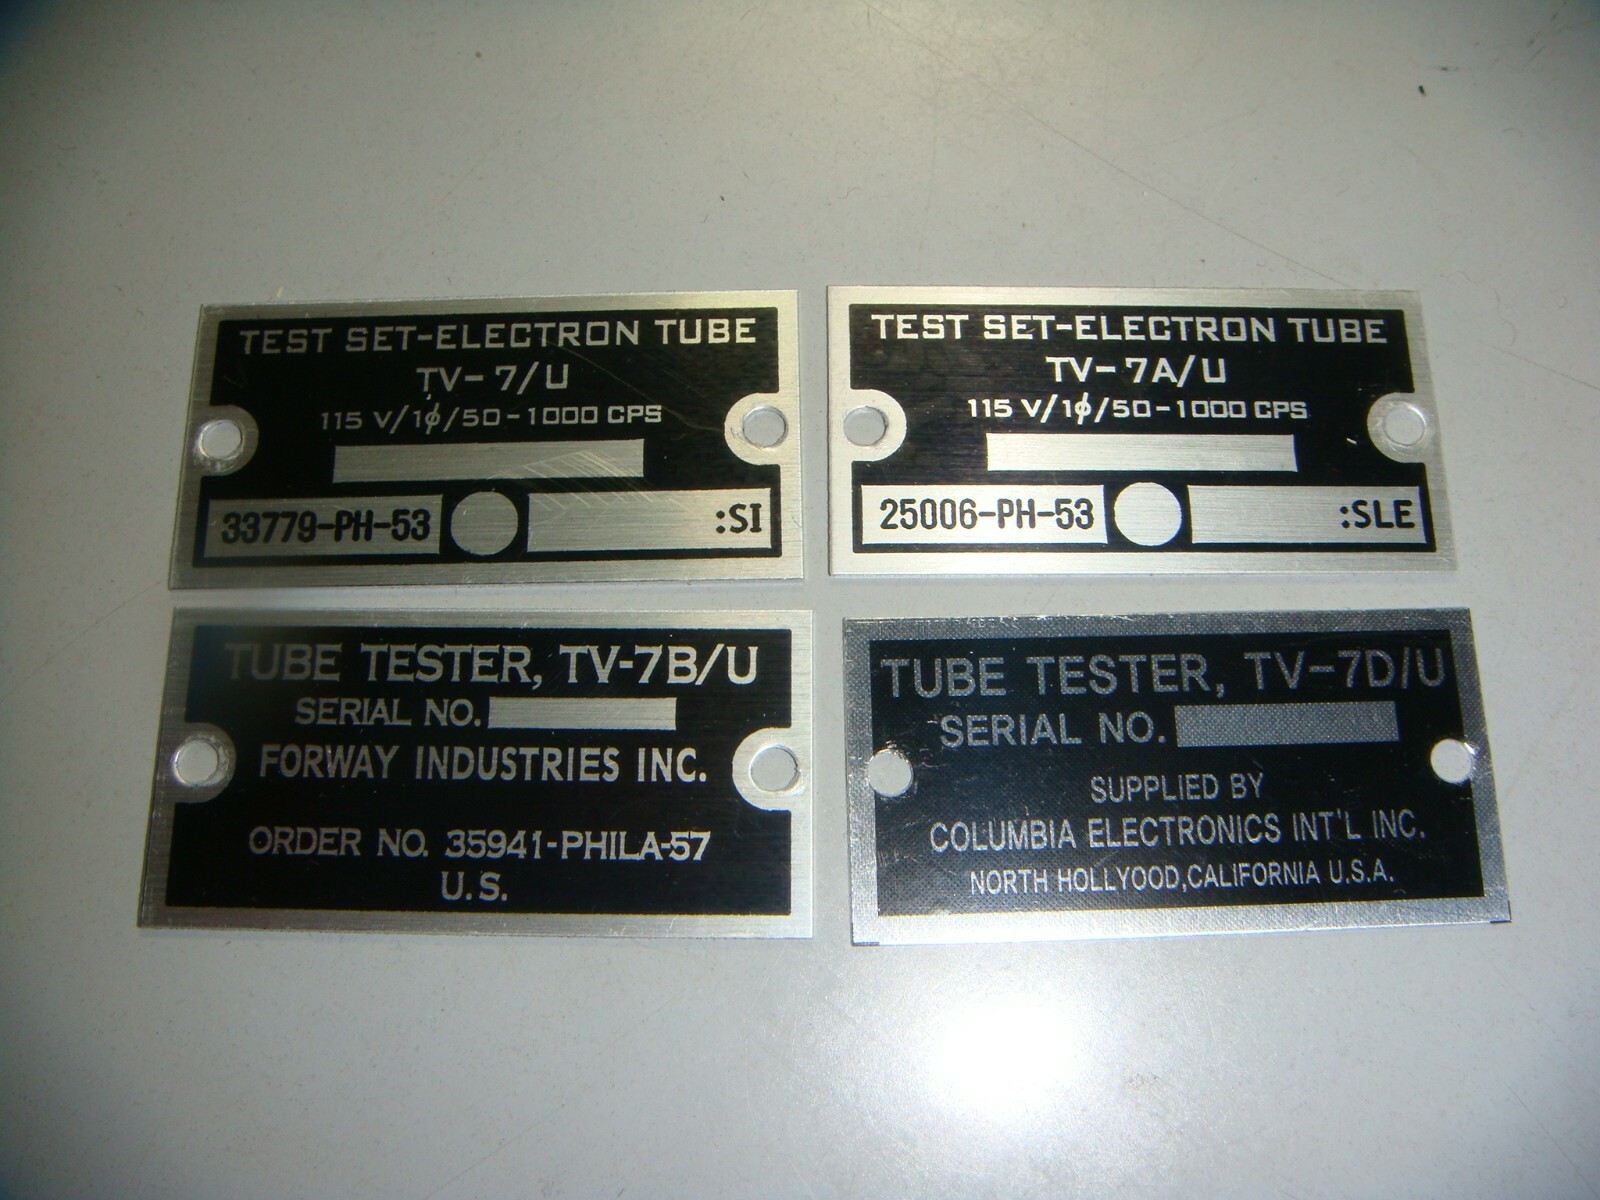 TEST SET-ELECTRON TUBE
TV-7/U
115 V/1ϕ/50-1000 CPS
33779-PH-53 :SI
TEST SET-ELECTRON TUBE
TV-7A/U
115 V/1ϕ/50-1000 CPS
25006-PH-53 :SLE
TUBE TESTER, TV-7B/U
SERIAL NO.
FORWAY INDUSTRIES INC.
ORDER NO. 35941-PHILA-57
U.S.
TUBE TESTER, TV-7D/U
SERIAL NO.
SUPPLIED BY
COLUMBIA ELECTRONICS INT'L INC.
NORTH HOLLYOOD,CALIFORNIA U.S.A.